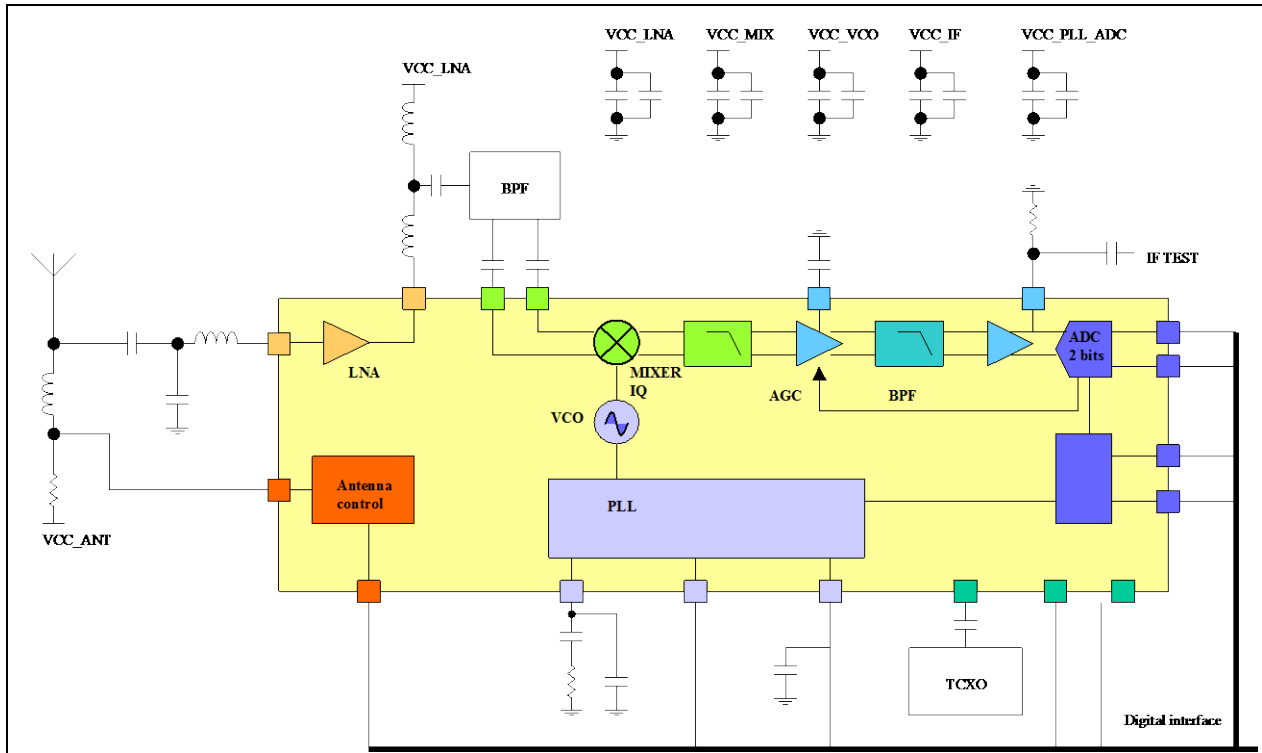 VCC_LNA
VCC_MIX
VCC_VCO
VCC_IF
VCC_PLL_ADC
VCC_LNA
BPF
IF TEST
LNA
MIXER
IQ
ADC
2 bits
AGC
BPF
VCO
Antenna
control
PLL
VCC_ANT
TCXO
Digital interface